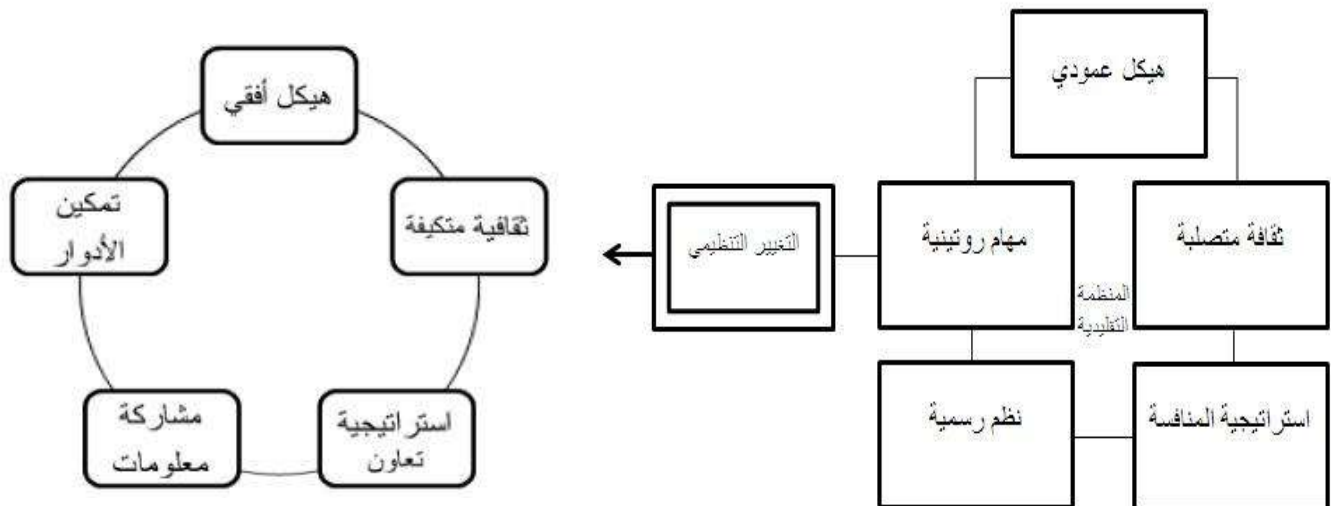 هيكل عمودي
ثقافة متصلبة
مهام روتينية
المنظمة
التقليدية
استراتيجية المنافسة
نظم رسمية
التغيير التنظيمي
هيكل أفقي
ثقافية متكيفة
تمكين
الأدوار
استراتيجية
تعاون
مشاركة
معلومات